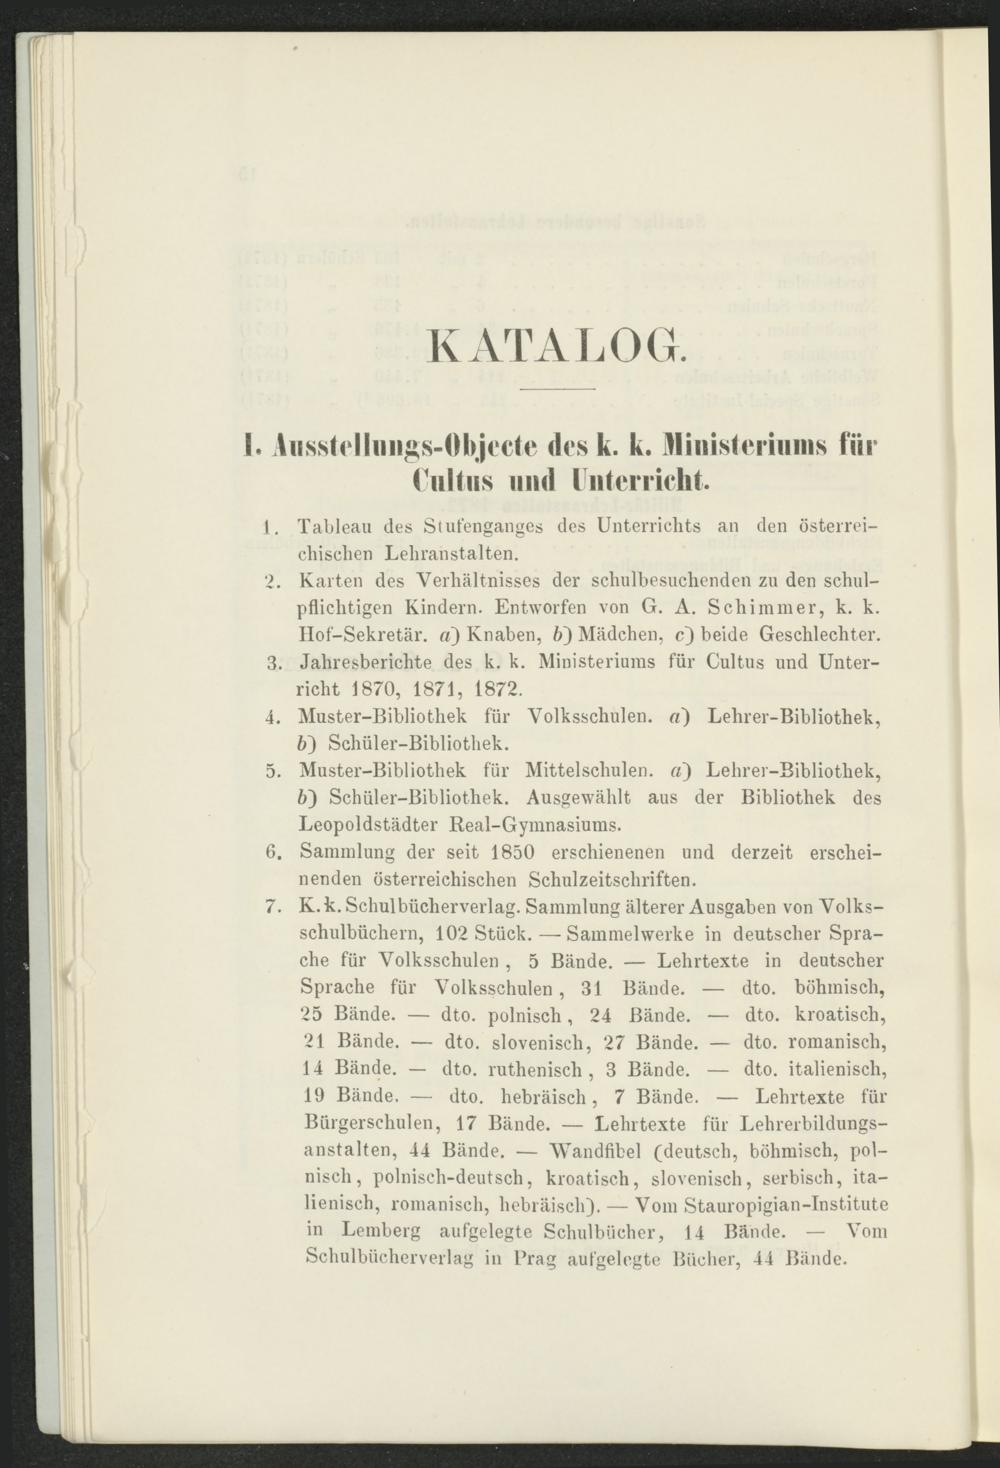 KATALOG.
I. Ausstellungs-Objecte des k. k. Ministeriums für
Cultus und Unterricht.
1. Tableau des Stufenganges des Unterrichts an den österrei-
chischen Lehranstalten.
2. Karten des Verhältnisses der schulbesuchenden zu den schul-
pflichtigen Kindern. Entworfen von G. A. Schimmer, k. k.
Hof-Sekretär. a) Knaben, b) Mädchen, c) beide Geschlechter.
3. Jahresberichte des k. k. Ministeriums für Cultus und Unter-
richt 1870, 1871, 1872.
4. Muster-Bibliothek für Volksschulen. a) Lehrer-Bibliothek,
b) Schüler-Bibliothek.
5. Muster-Bibliothek für Mittelschulen. a) Lehrer-Bibliothek,
b) Schüler-Bibliothek. Ausgewählt aus der Bibliothek des
Leopoldstädter Real-Gymnasiums.
6. Sammlung der seit 1850 erschienenen und derzeit erschei-
nenden österreichischen Schulzeitschriften.
7. K. k. Schulbücherverlag. Sammlung älterer Ausgaben von Volks-
schulbüchern, 102 Stück. — Sammelwerke in deutscher Spra-
che für Volksschulen, 5 Bände. — Lehrtexte in deutscher
Sprache für Volksschulen, 31 Bände. — dto. böhmisch,
25 Bände. — dto. polnisch, 24 Bände. — dto. kroatisch,
21 Bände. — dto. slovenisch, 27 Bände. — dto. romanisch,
14 Bände. — dto. ruthenisch, 3 Bände. — dto. italienisch,
19 Bände. — dto. hebräisch, 7 Bände. — Lehrtexte für
Bürgerschulen, 17 Bände. — Lehrtexte für Lehrerbildungs-
anstalten, 44 Bände. — Wandfibel (deutsch, böhmisch, pol-
nisch, polnisch-deutsch, kroatisch, slovenisch, serbisch, ita-
lienisch, romanisch, hebräisch). — Vom Stauropigian-Institute
in Lemberg aufgelegte Schulbücher, 14 Bände. — Vom
Schulbücherverlag in Prag aufgelegte Bücher, 44 Bände.